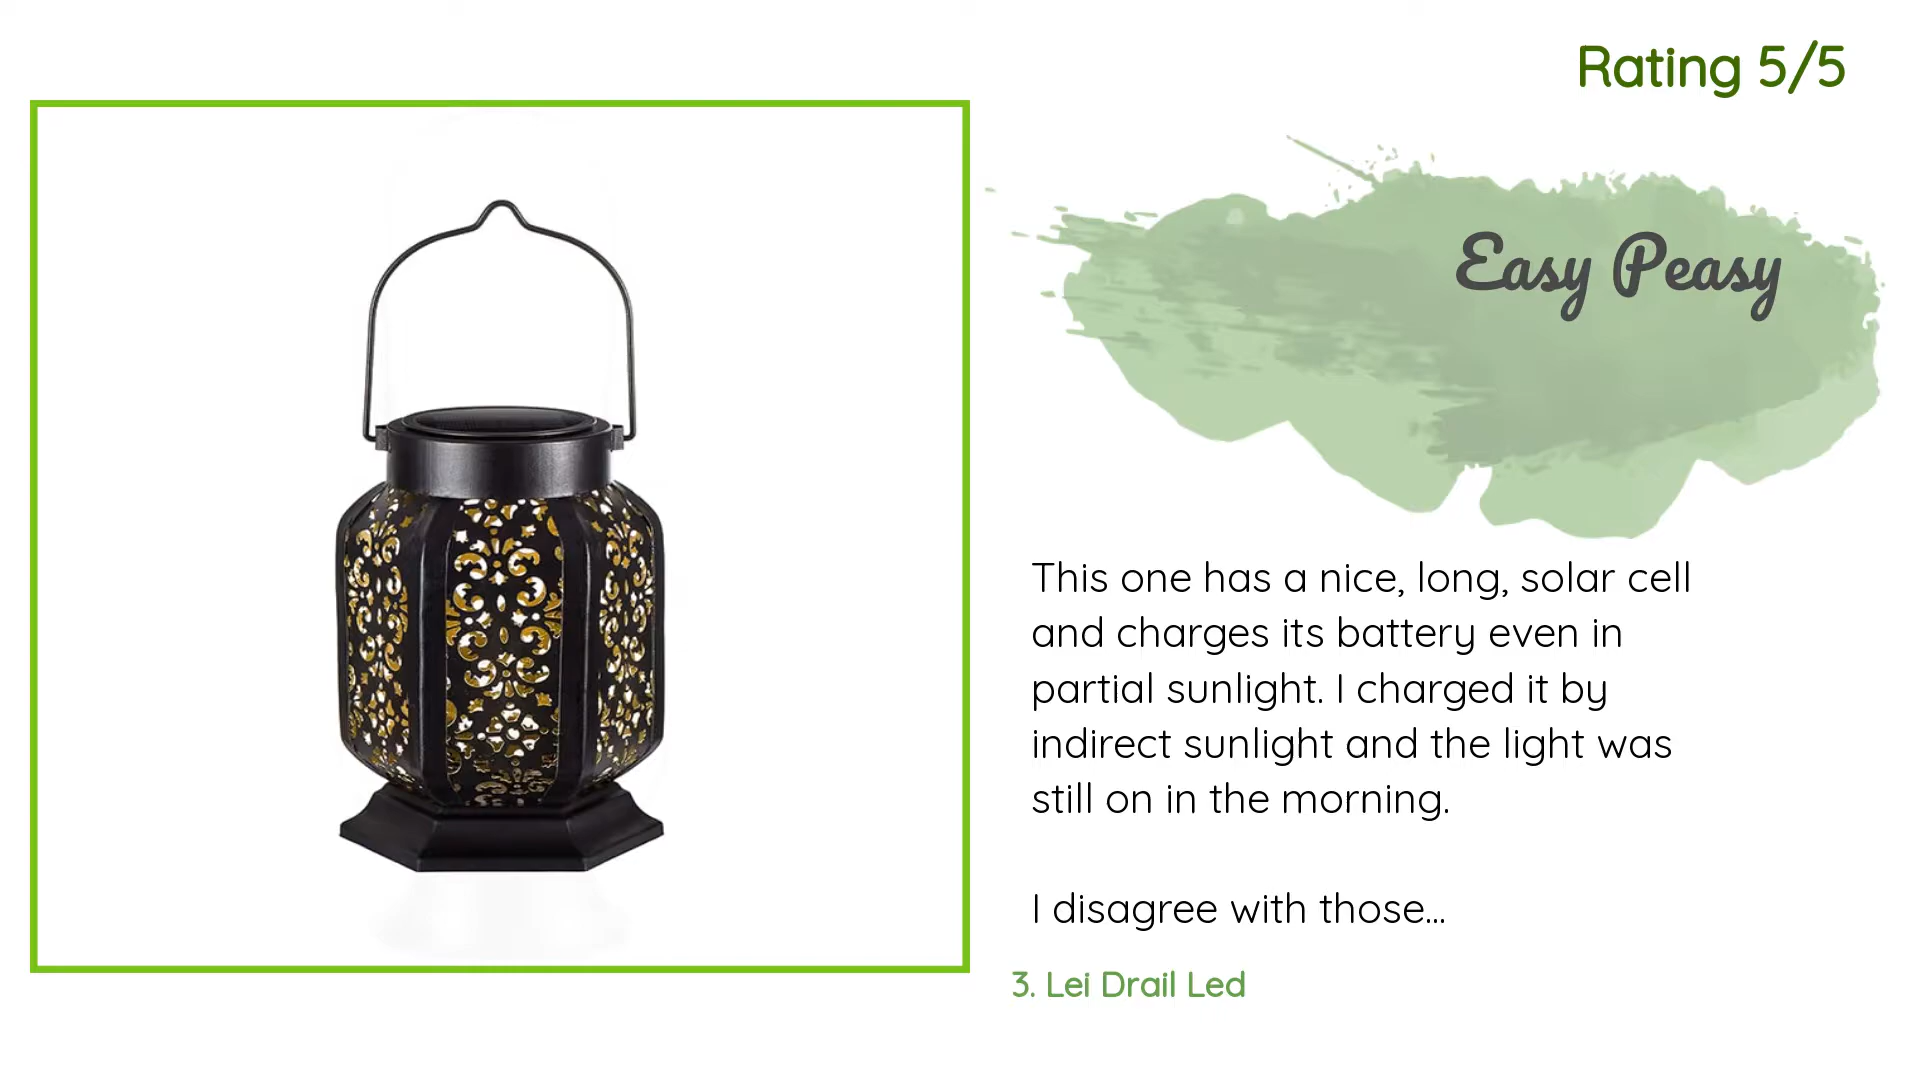 Rating 5/5
Easy Peasy
This one has a nice, long, solar cell
and charges its battery even in
partial sunlight. I charged it by
indirect sunlight and the light was
still on in the morning.
I disagree with those...
3. Lei Drail Led